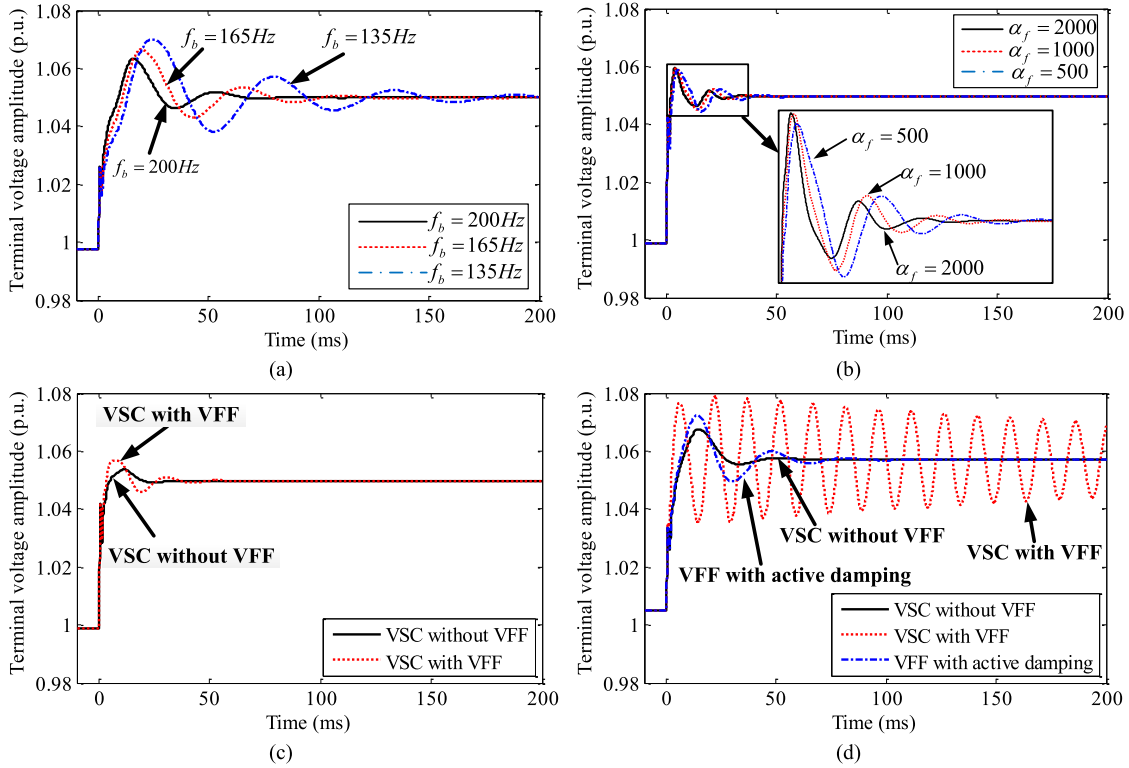 Terminal voltage amplitude (p.u.)
1.08
1.06
1.04
1.02
1
0.98
f_b = 165Hz
f_b = 135Hz
f_b = 200Hz
f_b = 200Hz
f_b = 165Hz
f_b = 135Hz
0 50 100 150 200
Time (ms)
(a)
Terminal voltage amplitude (p.u.)
1.08
1.06
1.04
1.02
1
0.98
α_f = 2000
α_f = 1000
α_f = 500
α_f = 500
α_f = 1000
α_f = 2000
0 50 100 150 200
Time (ms)
(b)
Terminal voltage amplitude (p.u.)
1.08
1.06
1.04
1.02
1
0.98
VSC with VFF
VSC without VFF
VSC without VFF
VSC with VFF
0 50 100 150 200
Time (ms)
(c)
Terminal voltage amplitude (p.u.)
1.08
1.06
1.04
1.02
1
0.98
VSC without VFF
VSC with VFF
VFF with active damping
VSC without VFF
VSC with VFF
VFF with active damping
0 50 100 150 200
Time (ms)
(d)